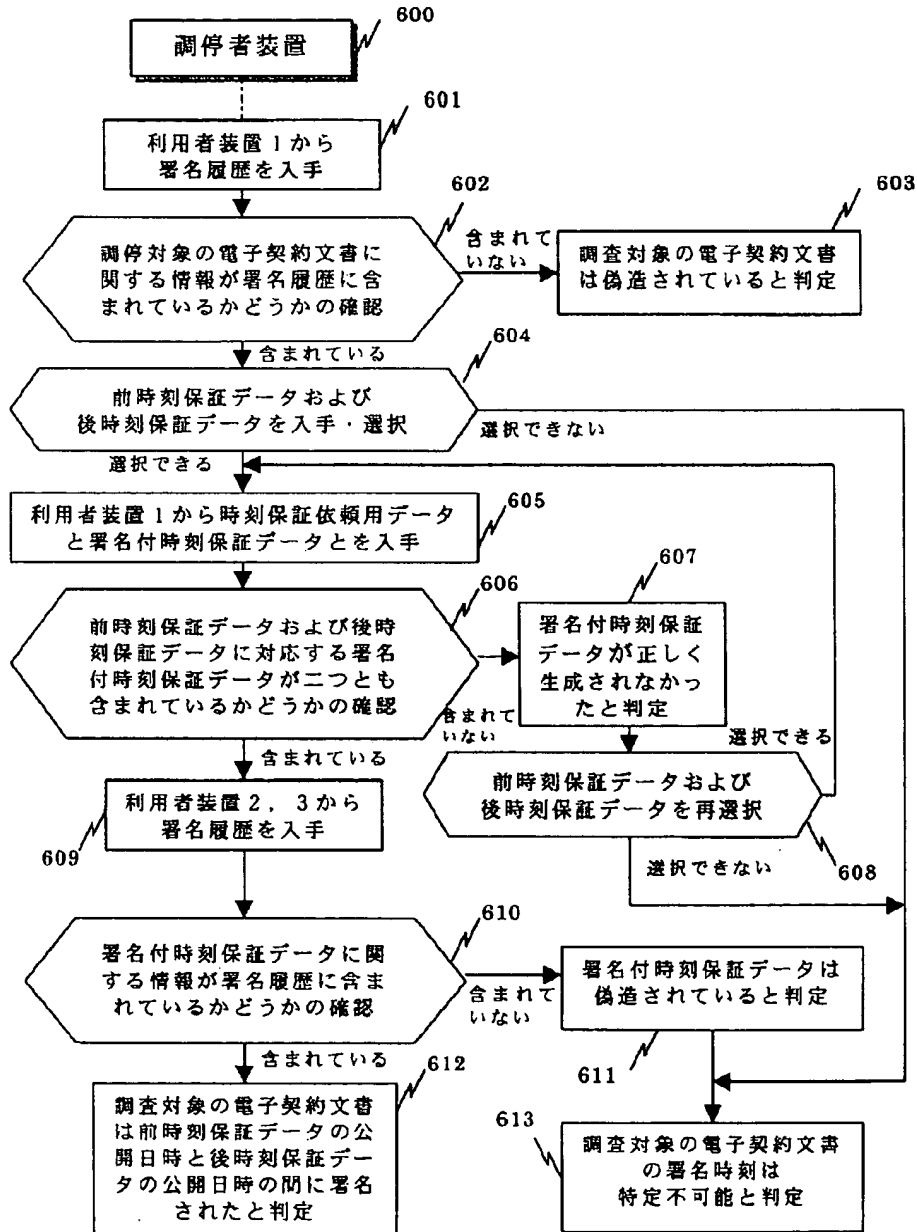 600
調停者装置
601
利用者装置1から
署名履歴を入手
602
調停対象の電子契約文書に
関する情報が署名履歴に含
まれているかどうかの確認
含まれて
いない
603
調査対象の電子契約文書
は偽造されていると判定
含まれている
604
前時刻保証データおよび
後時刻保証データを入手・選択
選択できない
選択できる
605
利用者装置1から時刻保証依頼用データ
と署名付時刻保証データとを入手
606
前時刻保証データおよび後時
刻保証データに対応する署名
付時刻保証データが二つとも
含まれているかどうかの確認
含まれて
いない
607
署名付時刻保証
データが正しく
生成されなか
ったと判定
選択できる
含まれている
前時刻保証データおよび
後時刻保証データを再選択
608
選択できない
利用者装置2,3から
署名履歴を入手
609
610
署名付時刻保証データに関
する情報が署名履歴に含ま
れているかどうかの確認
含まれて
いない
署名付時刻保証データは
偽造されていると判定
611
含まれている
612
調査対象の電子契約文書
は前時刻保証データの公
開日時と後時刻保証デー
タの公開日時の間に署名
されたと判定
613
調査対象の電子契約文書
の署名時刻は
特定不可能と判定